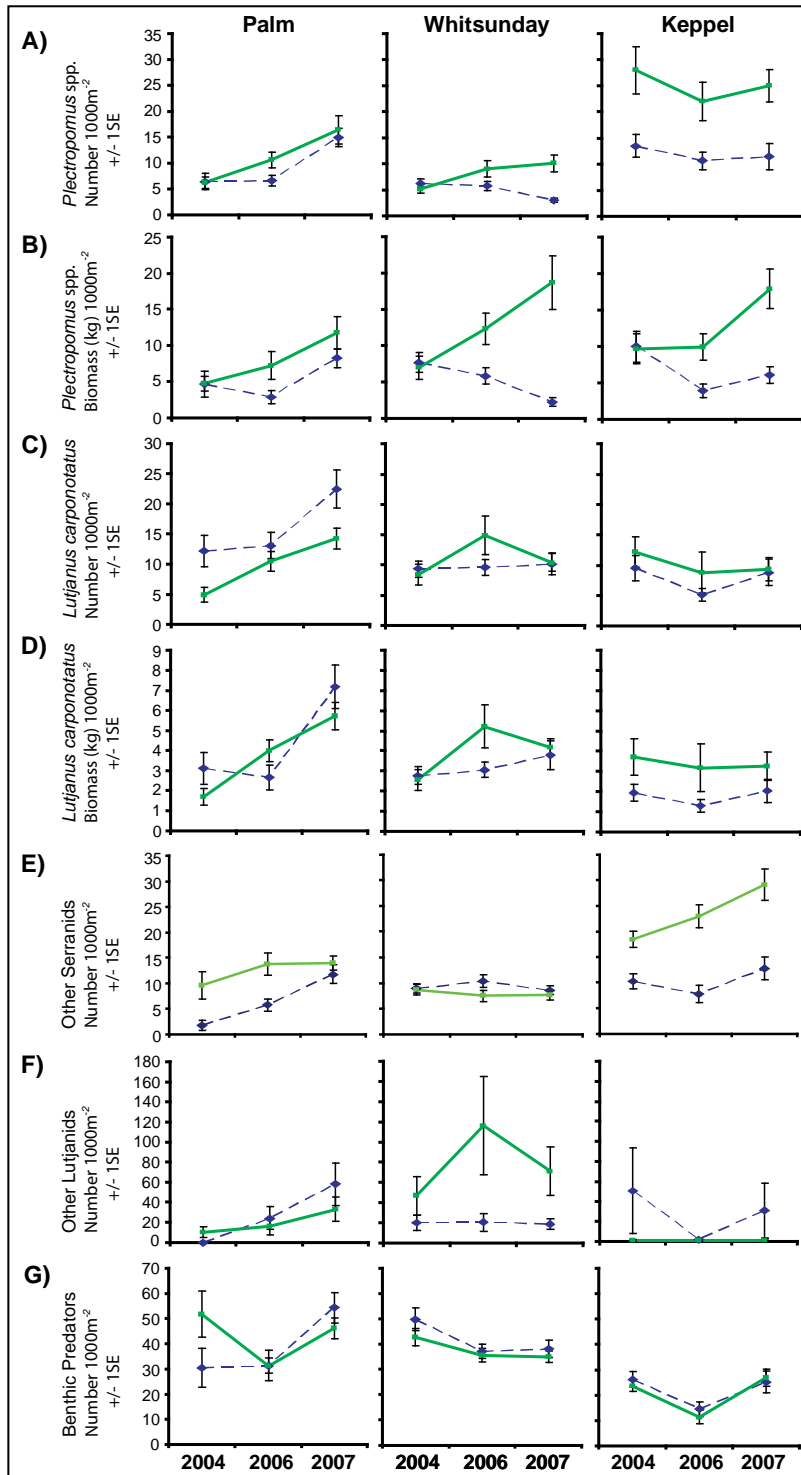 Palm Whitsunday Keppel
A)
Plectropomus spp.
Number 1000m-2
+/- 1SE
35
30
25
20
15
10
5
0
B)
Plectropomus spp.
Biomass (kg) 1000m-2
+/- 1SE
25
20
15
10
5
0
C)
Lutjanus carponotatus
Number 1000m-2
+/- 1SE
30
25
20
15
10
5
0
D)
Lutjanus carponotatus
Biomass (kg) 1000m-2
+/- 1SE
9
8
7
6
5
4
3
2
1
0
E)
Other Serranids
Number 1000m-2
+/- 1SE
35
30
25
20
15
10
5
0
F)
Other Lutjanids
Number 1000m-2
+/- 1SE
180
160
140
120
100
80
60
40
20
0
G)
Benthic Predators
Number 1000m-2
+/- 1SE
70
60
50
40
30
20
10
0
2004 2006 2007 2004 2006 2007 2004 2006 2007